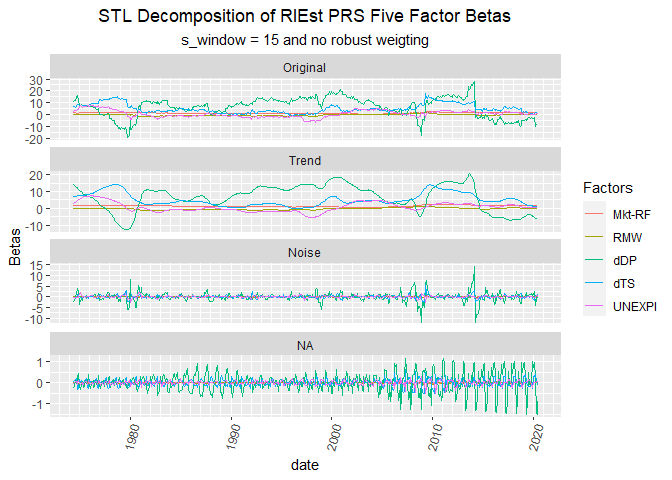 STL Decomposition of RIEst PRS Five Factor Betas
s_window = 15 and no robust weigting
Original
30
20
10
0
-10
-20
Trend
20
10
0
-10
Noise
15
10
5
0
-5
-10
NA
1
0
-1
Betas
1980
1990
2000
2010
2020
date
Factors
Mkt-RF
RMW
dDP
dTS
UNEXPI